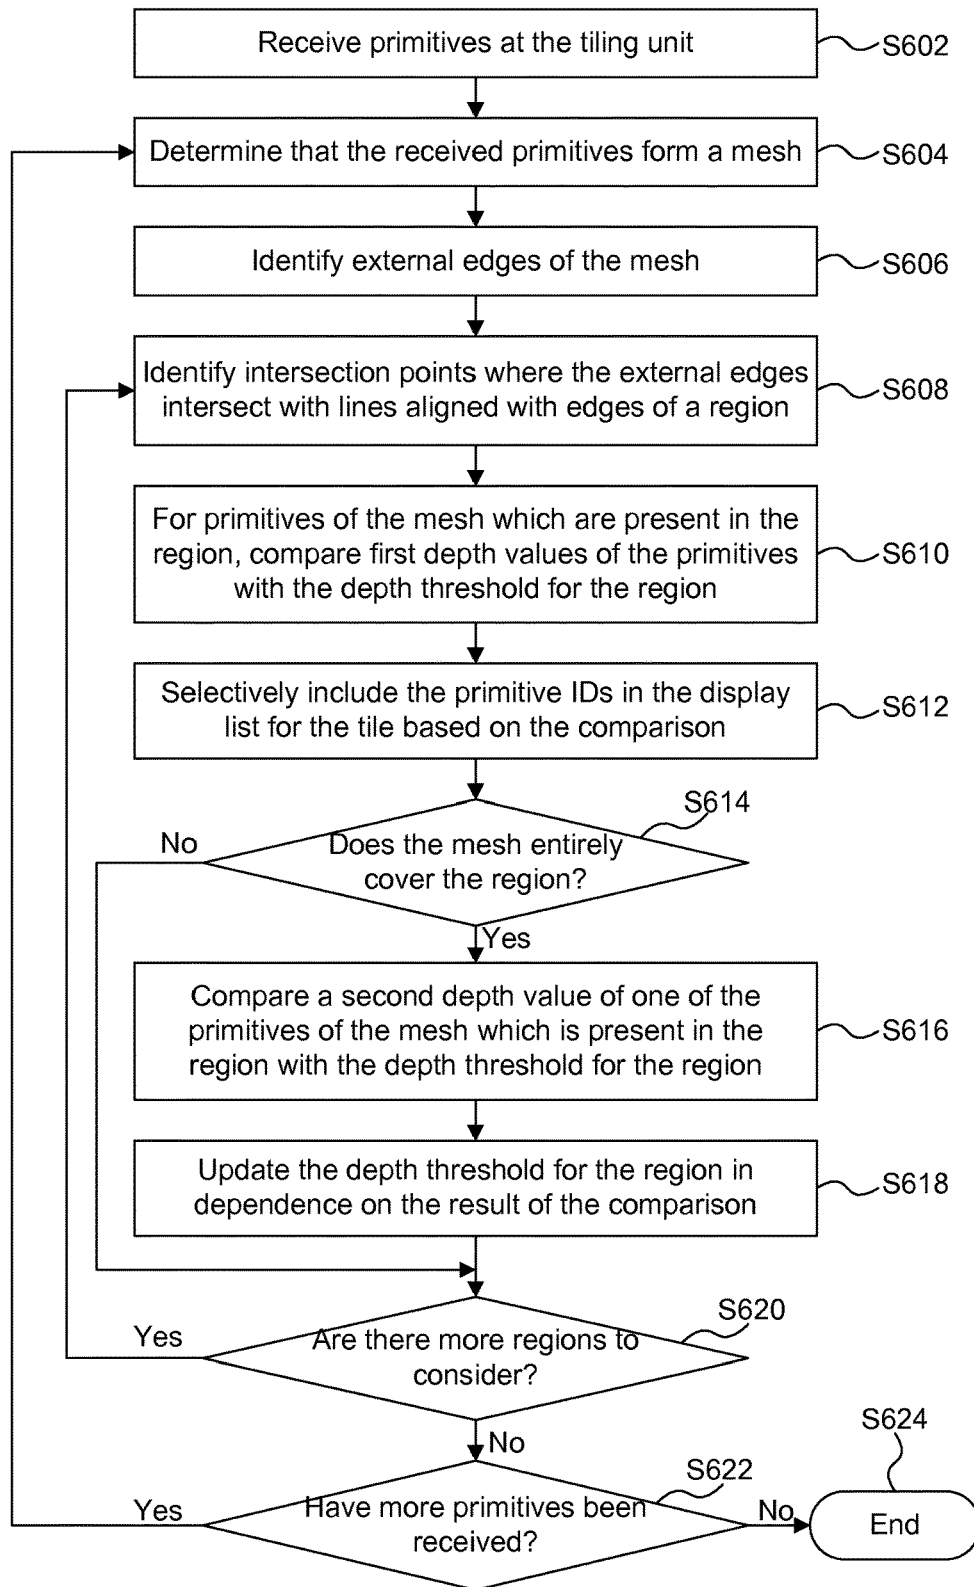 Receive primitives at the tiling unit
S602
Determine that the received primitives form a mesh
S604
Identify external edges of the mesh
S606
Identify intersection points where the external edges
intersect with lines aligned with edges of a region
S608
For primitives of the mesh which are present in the
region, compare first depth values of the primitives
with the depth threshold for the region
S610
Selectively include the primitive IDs in the display
list for the tile based on the comparison
S612
S614
No
Does the mesh entirely
cover the region?
Yes
Compare a second depth value of one of the
primitives of the mesh which is present in the
region with the depth threshold for the region
S616
Update the depth threshold for the region in
dependence on the result of the comparison
S618
S620
Yes
Are there more regions to
consider?
No
S622
S624
Yes
Have more primitives been
received?
No
End